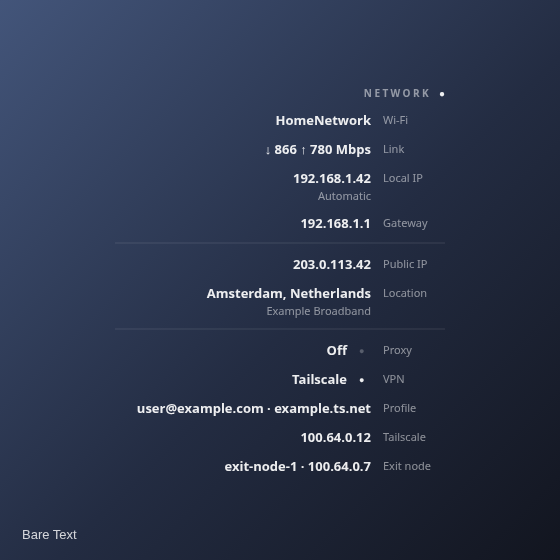 NETWORK
HomeNetwork Wi-Fi
↓ 866 ↑ 780 Mbps Link
192.168.1.42 Local IP
Automatic
192.168.1.1 Gateway
203.0.113.42 Public IP
Amsterdam, Netherlands Location
Example Broadband
Off Proxy
Tailscale VPN
user@example.com · example.ts.net Profile
100.64.0.12 Tailscale
exit-node-1 · 100.64.0.7 Exit node
Bare Text